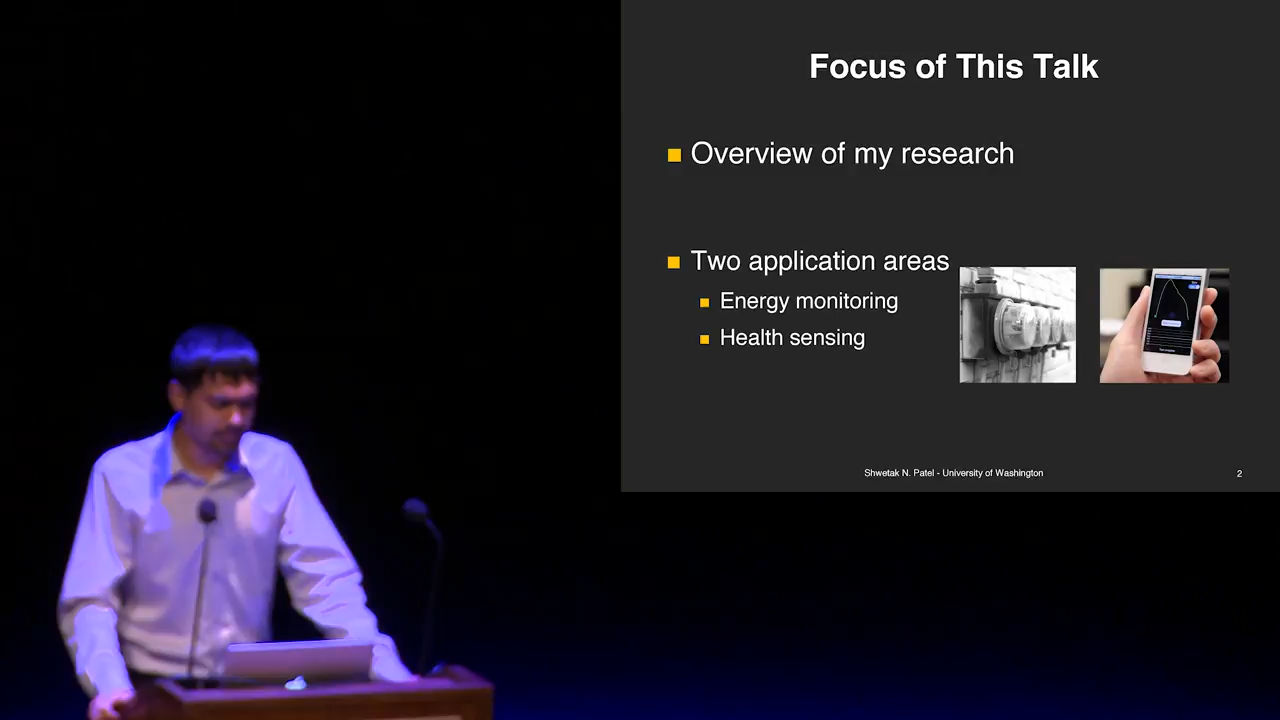 Focus of This Talk
Overview of my research
Two application areas
Energy monitoring
Health sensing
Shwetak N. Patel - University of Washington
2